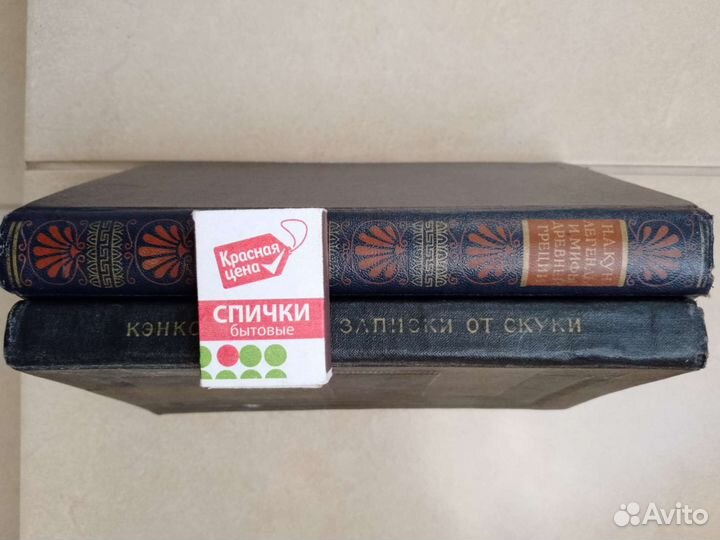 Н.А.КУН
ЛЕГЕНДЫ
И МИФЫ
ДРЕВНЕЙ
ГРЕЦИИ
Красная
цена
СПИЧКИ
бытовые
КЭНКО ЗАПИСКИ ОТ СКУКИ
Avito